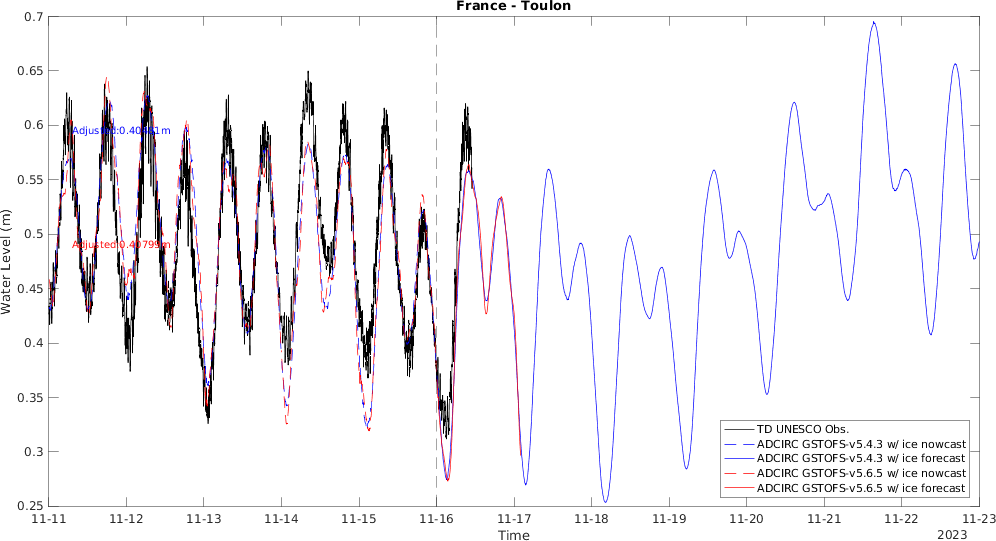 France - Toulon
0.7
0.65
0.6
0.55
0.5
0.45
0.4
0.35
0.3
0.25
Water Level (m)
Adjusted:0.40799m
TD UNESCO Obs.
ADCIRC GSTOFS-v5.4.3 w/ ice nowcast
ADCIRC GSTOFS-v5.4.3 w/ ice forecast
ADCIRC GSTOFS-v5.6.5 w/ ice nowcast
ADCIRC GSTOFS-v5.6.5 w/ ice forecast
11-11 11-12 11-13 11-14 11-15 11-16 11-17 11-18 11-19 11-20 11-21 11-22 11-23
Time
2023